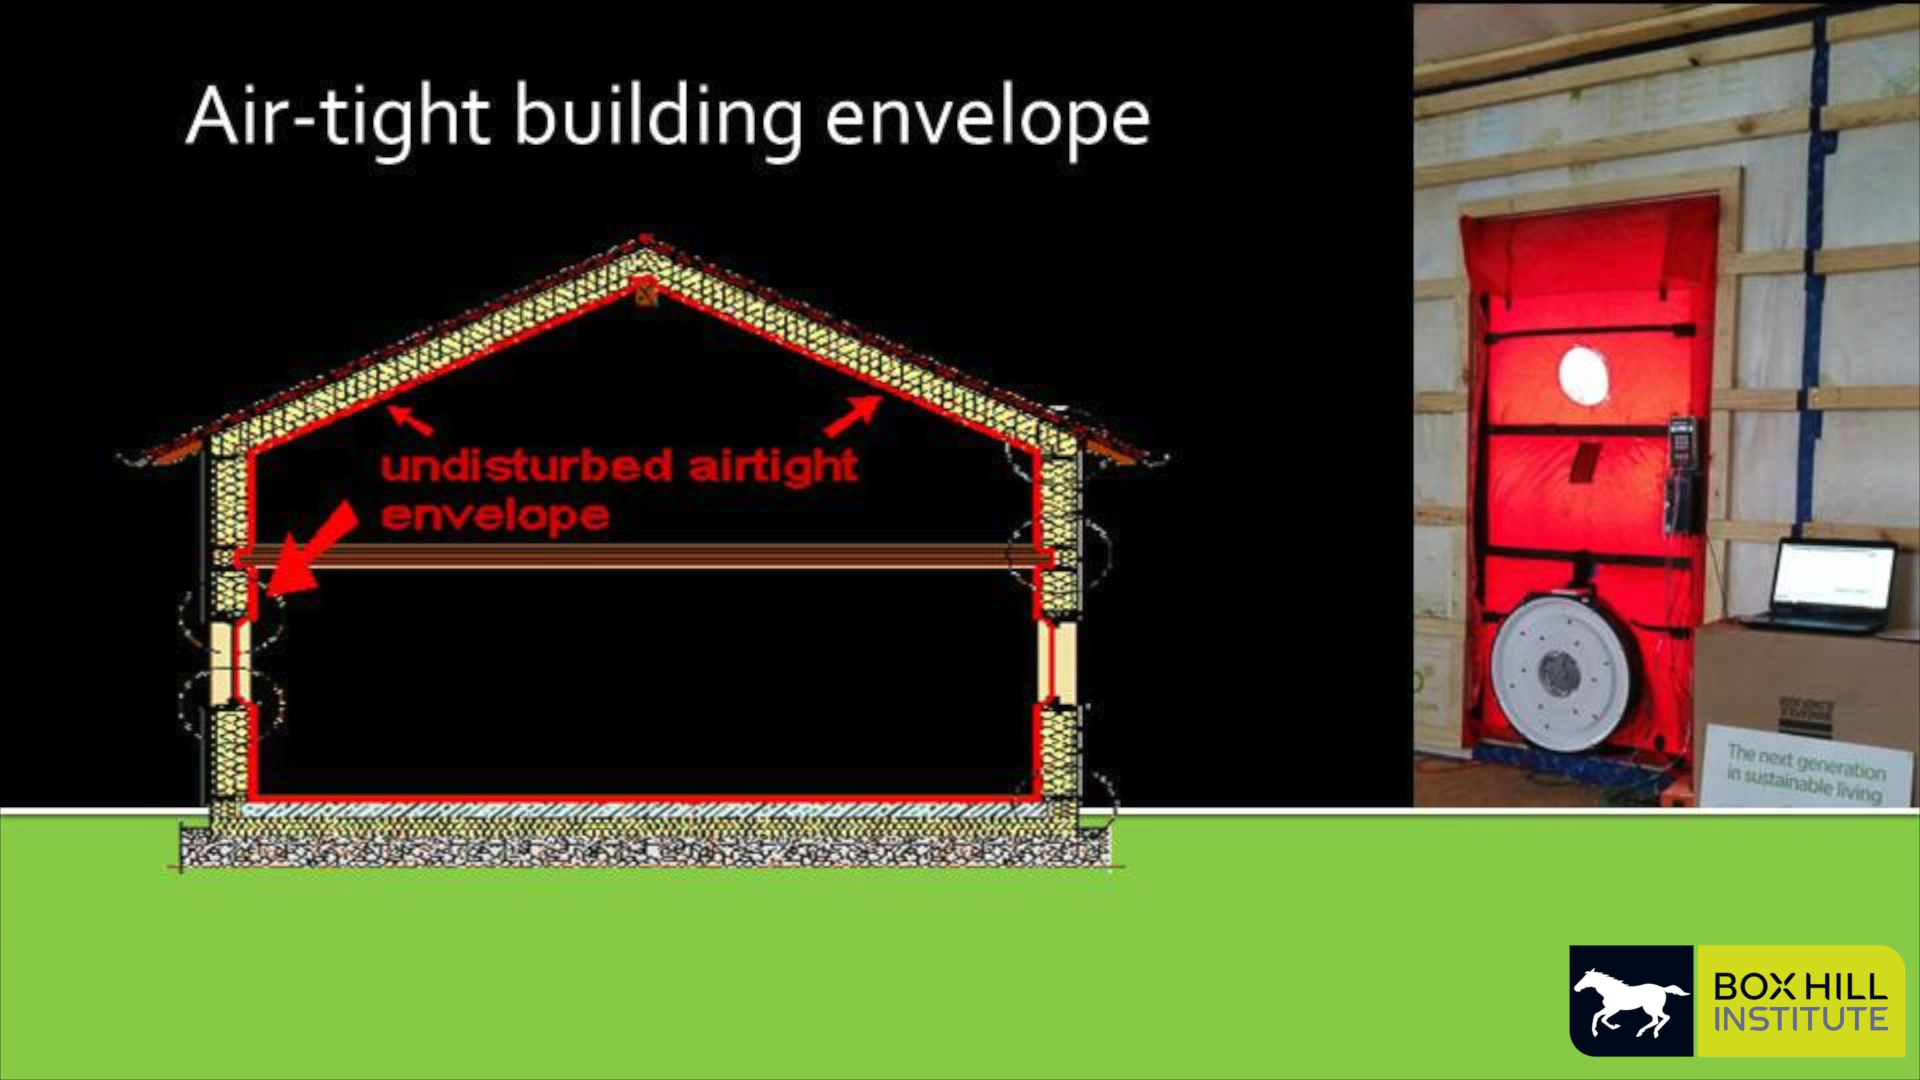 Air-tight building envelope
undisturbed airtight
envelope
The next generation
in sustainable living
BOX HILL
INSTITUTE